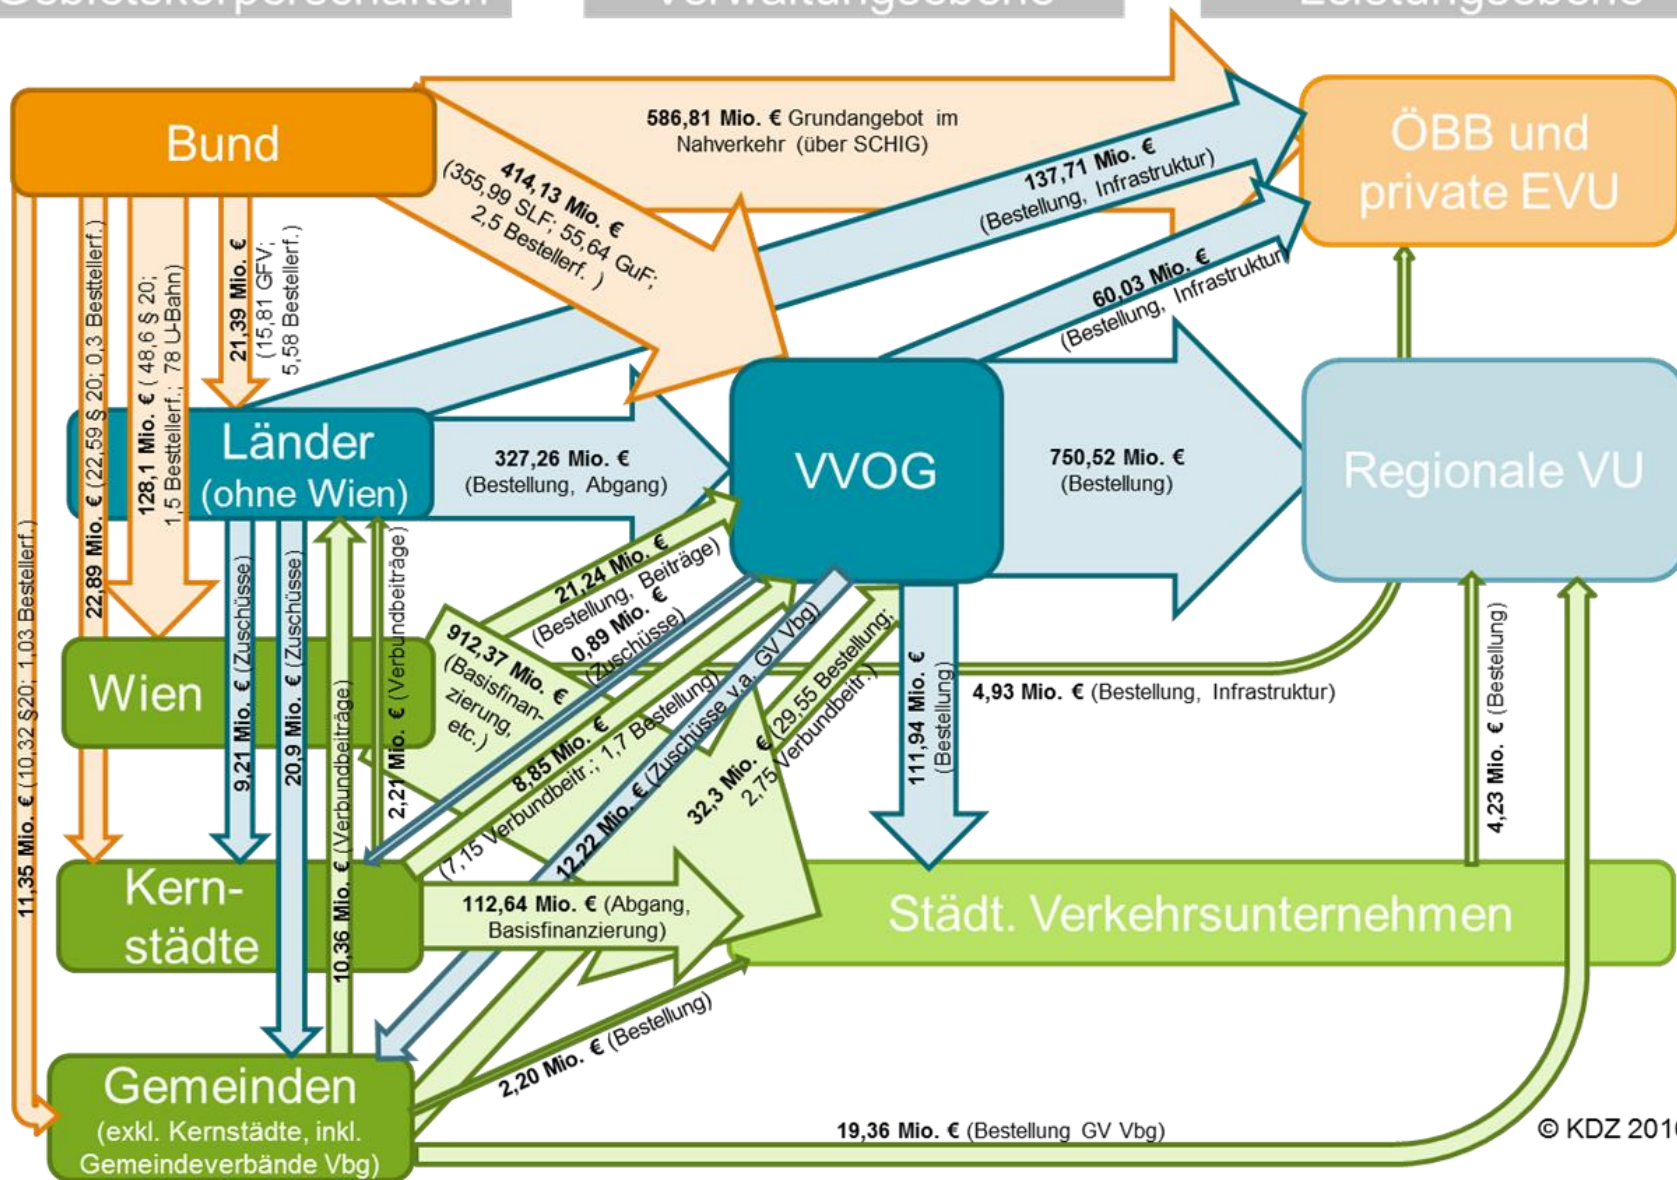 Gebietskörperschaften
Verwaltungsebene
Leistungsebene
Bund
586,81 Mio. € Grundangebot im
Nahverkehr (über SCHIG)
ÖBB und
private EVU
414,13 Mio. €
(355,99 SLF; 55,64 GuF;
2,5 Bestellerf. )
137,71 Mio. €
(Bestellung, Infrastruktur)
60,03 Mio. €
(Bestellung, Infrastruktur)
11,35 Mio. € (10,32 §20; 1,03 Bestellerf.)
22,89 Mio. € (22,59 § 20; 0,3 Besttellerf.)
128,1 Mio. € ( 48,6 § 20;
1,5 Besttellerf.; 78 U-Bahn)
21,39 Mio. €
(15,81 GFV;
5,58 Bestellerf.)
Länder
(ohne Wien)
327,26 Mio. €
(Bestellung, Abgang)
VVOG
750,52 Mio. €
(Bestellung)
Regionale VU
21,24 Mio. €
(Bestellung, Beiträge)
0,89 Mio. €
(Zuschüsse)
Wien
912,37 Mio. €
(Basisfinan-
zierung,
etc.)
9,21 Mio. € (Zuschüsse)
20,9 Mio. € (Zuschüsse)
10,36 Mio. € (Verbundbeiträge)
2,21 Mio. € (Verbundbeiträge)
8,85 Mio. €
(7,15 Verbundbeitr.; 1,7 Bestellung)
12,22 Mio. € (Zuschüsse v.a. GV Vbg)
32,3 Mio. € (29,55 Bestellung;
2,75 Verbundbeitr.)
111,94 Mio. €
(Bestellung)
4,93 Mio. € (Bestellung, Infrastruktur)
4,23 Mio. € (Bestellung)
Kern-
städte
112,64 Mio. € (Abgang,
Basisfinanzierung)
Städt. Verkehrsunternehmen
2,20 Mio. € (Bestellung)
Gemeinden
(exkl. Kernstädte, inkl.
Gemeindeverbände Vbg)
19,36 Mio. € (Bestellung GV Vbg)
© KDZ 2016